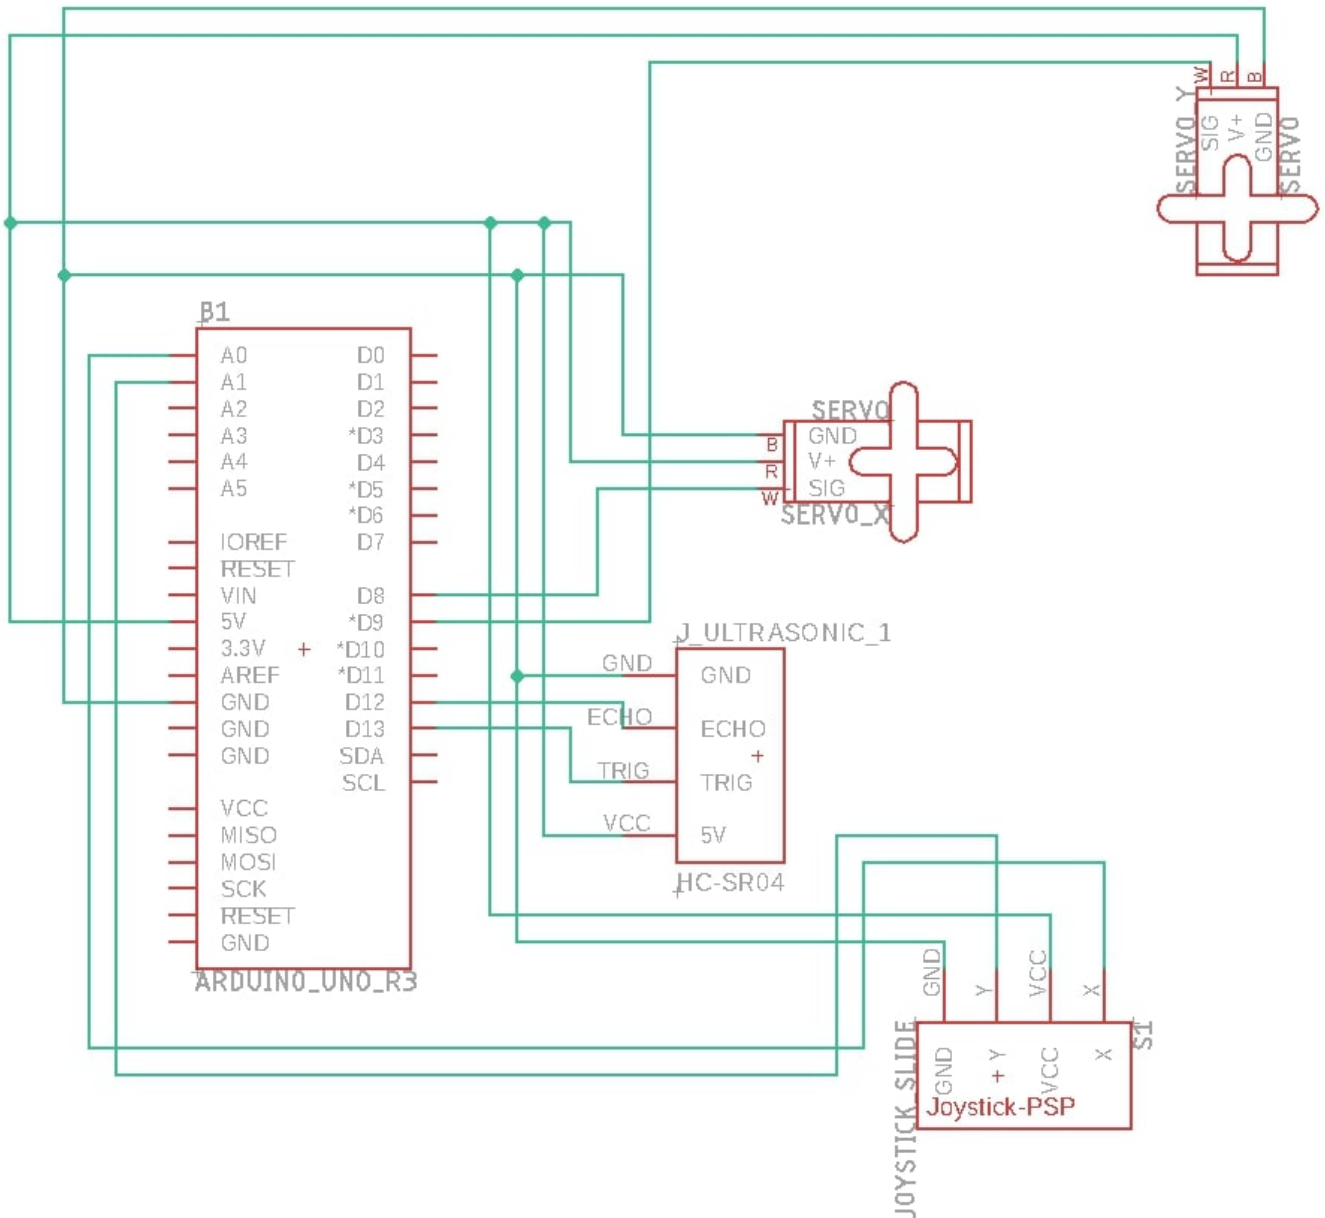 W
R
B
SERVO_Y
SIG
V+
GND
SERVO
B1
A0
A1
A2
A3
A4
A5
IOREF
RESET
VIN
5V
3.3V
AREF
GND
GND
GND
VCC
MISO
MOSI
SCK
RESET
GND
D0
D1
D2
*D3
D4
*D5
*D6
D7
D8
*D9
*D10
*D11
D12
D13
SDA
SCL
ARDUINO_UNO_R3
SERVO
B
GND
R
V+
W
SIG
SERVO_X
J_ULTRASONIC_1
GND
GND
ECHO
ECHO
TRIG
TRIG
VCC
5V
HC-SR04
GND
Y
VCC
X
JOYSTICK_SLIDE
GND
Y
VCC
X
S1
Joystick-PSP